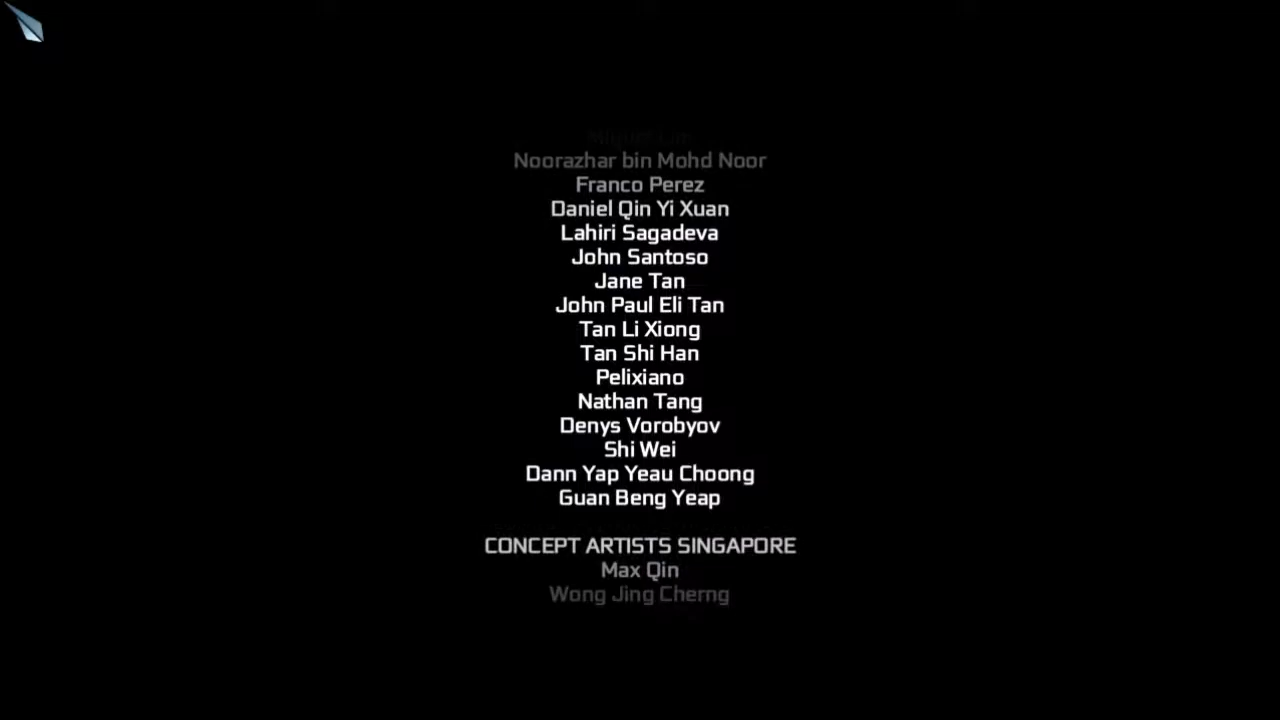 Noorazhar bin Mohd Noor
Franco Perez
Daniel Qin Yi Xuan
Lahiri Sagadeva
John Santoso
Jane Tan
John Paul Eli Tan
Tan Li Xiong
Tan Shi Han
Pelixiano
Nathan Tang
Denys Vorobyov
Shi Wei
Dann Yap Yeau Choong
Guan Beng Yeap
CONCEPT ARTISTS SINGAPORE
Max Qin
Wong Jing Cherng